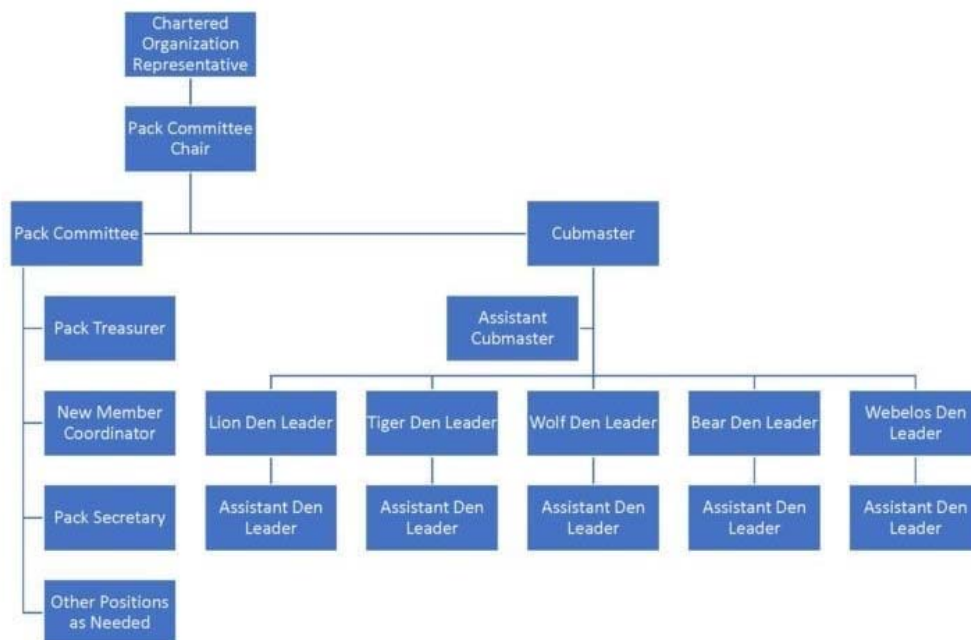 Chartered
Organization
Representative
Pack Committee
Chair
Pack Committee
Cubmaster
Pack Treasurer
Assistant
Cubmaster
New Member
Coordinator
Lion Den Leader
Tiger Den Leader
Wolf Den Leader
Bear Den Leader
Webelos Den
Leader
Pack Secretary
Assistant Den
Leader
Assistant Den
Leader
Assistant Den
Leader
Assistant Den
Leader
Assistant Den
Leader
Other Positions
as Needed